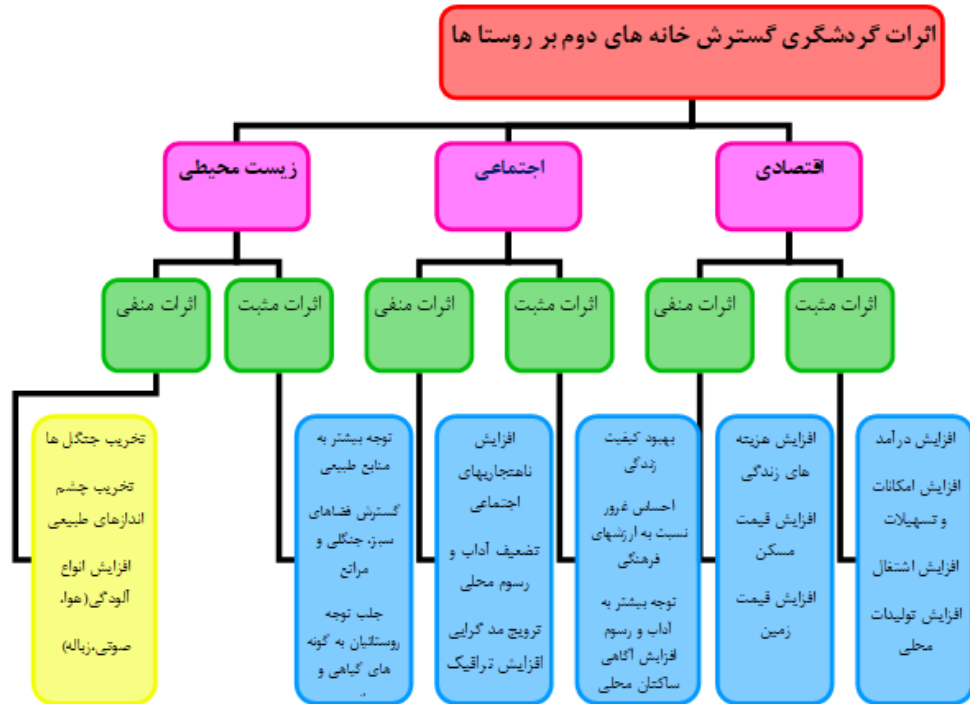 اثرات گردشگری گسترش خانه های دوم بر روستا ها
اقتصادی
اجتماعی
زیست محیطی
اثرات مثبت
اثرات منفی
اثرات مثبت
اثرات منفی
اثرات مثبت
اثرات منفی
افزایش درآمد
افزایش امکانات
و تسهیلات
افزایش اشتغال
افزایش تولیدات
محلی
افزایش هزینه
های زندگی
افزایش قیمت
مسکن
افزایش قیمت
زمین
بهبود کیفیت
زندگی
احساس غرور
نسبت به ارزشهای
فرهنگی
توجه بیشتر به
آداب و رسوم
افزایش آگاهی
ساکنان محلی
افزایش
ناهنجاریهای
اجتماعی
تضعیف آداب و
رسوم محلی
ترویج مد گرایی
افزایش ترافیک
توجه بیشتر به
منابع طبیعی
گسترش فضاهای
سبز، جنگلی و
مراتع
جلب توجه
روستائیان به گونه
های گیاهی و
تخریب جنگل ها
تخریب چشم
اندازهای طبیعی
افزایش انواع
آلودگی(هوا،
صوتی،زباله)